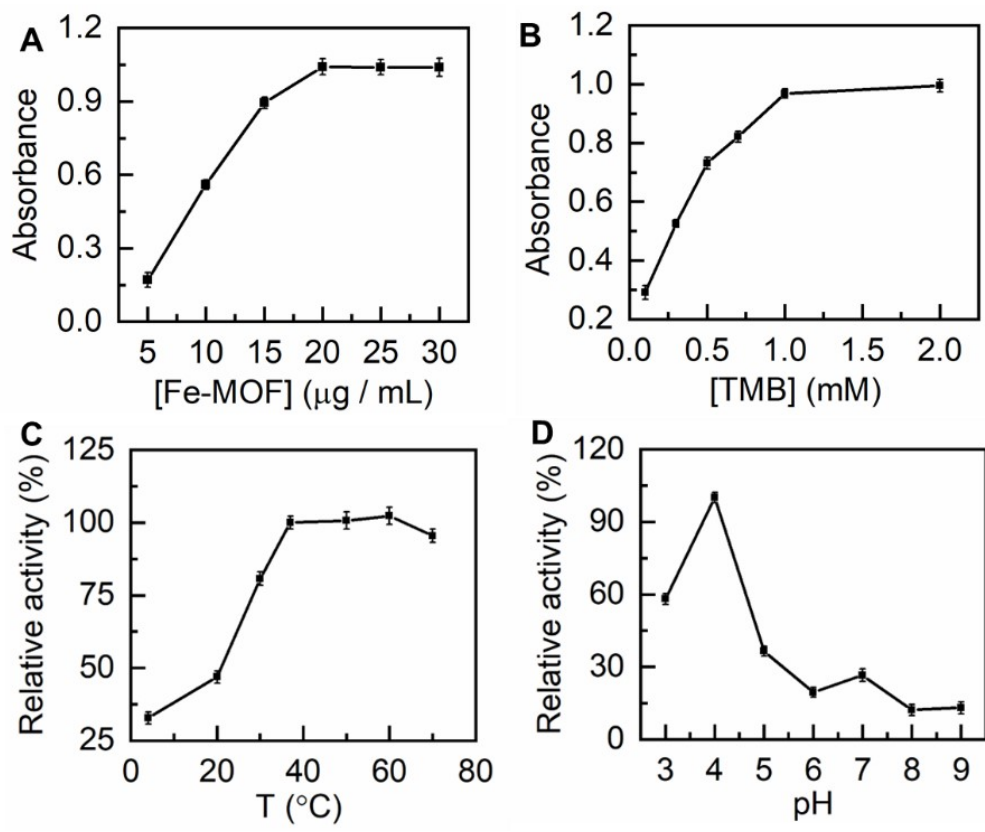 A
Absorbance
1.2
0.9
0.6
0.3
0.0
5 10 15 20 25 30
[Fe-MOF] (μg / mL)
B
Absorbance
1.2
1.0
0.8
0.6
0.4
0.2
0.0 0.5 1.0 1.5 2.0
[TMB] (mM)
C
Relative activity (%)
125
100
75
50
25
0 20 40 60 80
T (°C)
D
Relative activity (%)
120
90
60
30
0
3 4 5 6 7 8 9
pH